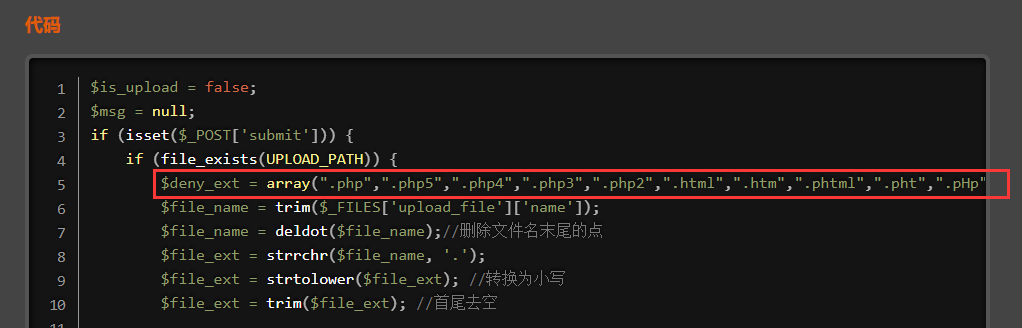 代码
1 $is_upload = false;
2 $msg = null;
3 if (isset($_POST['submit'])) {
4 if (file_exists(UPLOAD_PATH)) {
5 $deny_ext = array(".php",".php5",".php4",".php3",".php2",".html",".htm",".phtml",".pht",".pHp"
6 $file_name = trim($_FILES['upload_file']['name']);
7 $file_name = deldot($file_name);//删除文件名末尾的点
8 $file_ext = strrchr($file_name, '.');
9 $file_ext = strtolower($file_ext); //转换为小写
10 $file_ext = trim($file_ext); //首尾去空